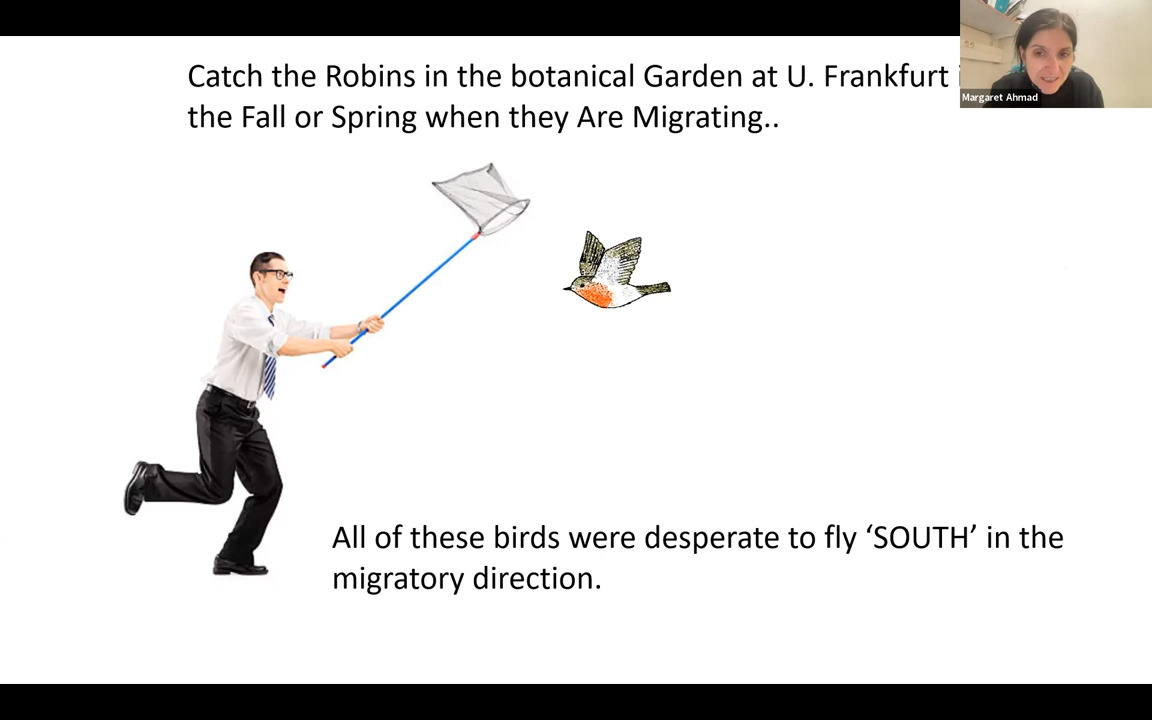 Catch the Robins in the botanical Garden at U. Frankfurt
the Fall or Spring when they Are Migrating..
Margaret Ahmad
All of these birds were desperate to fly ‘SOUTH’ in the
migratory direction.